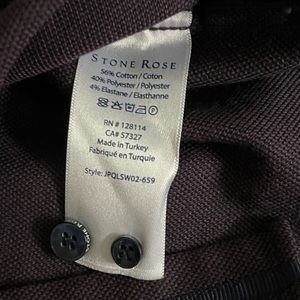 STONE ROSE
56% Cotton / Coton
40% Polyester / Polyester
4% Elastane / Elasthanne
RN # 128114
CA# 57327
Made in Turkey
Fabriqué en Turquie
Style: JPQLSW02-659